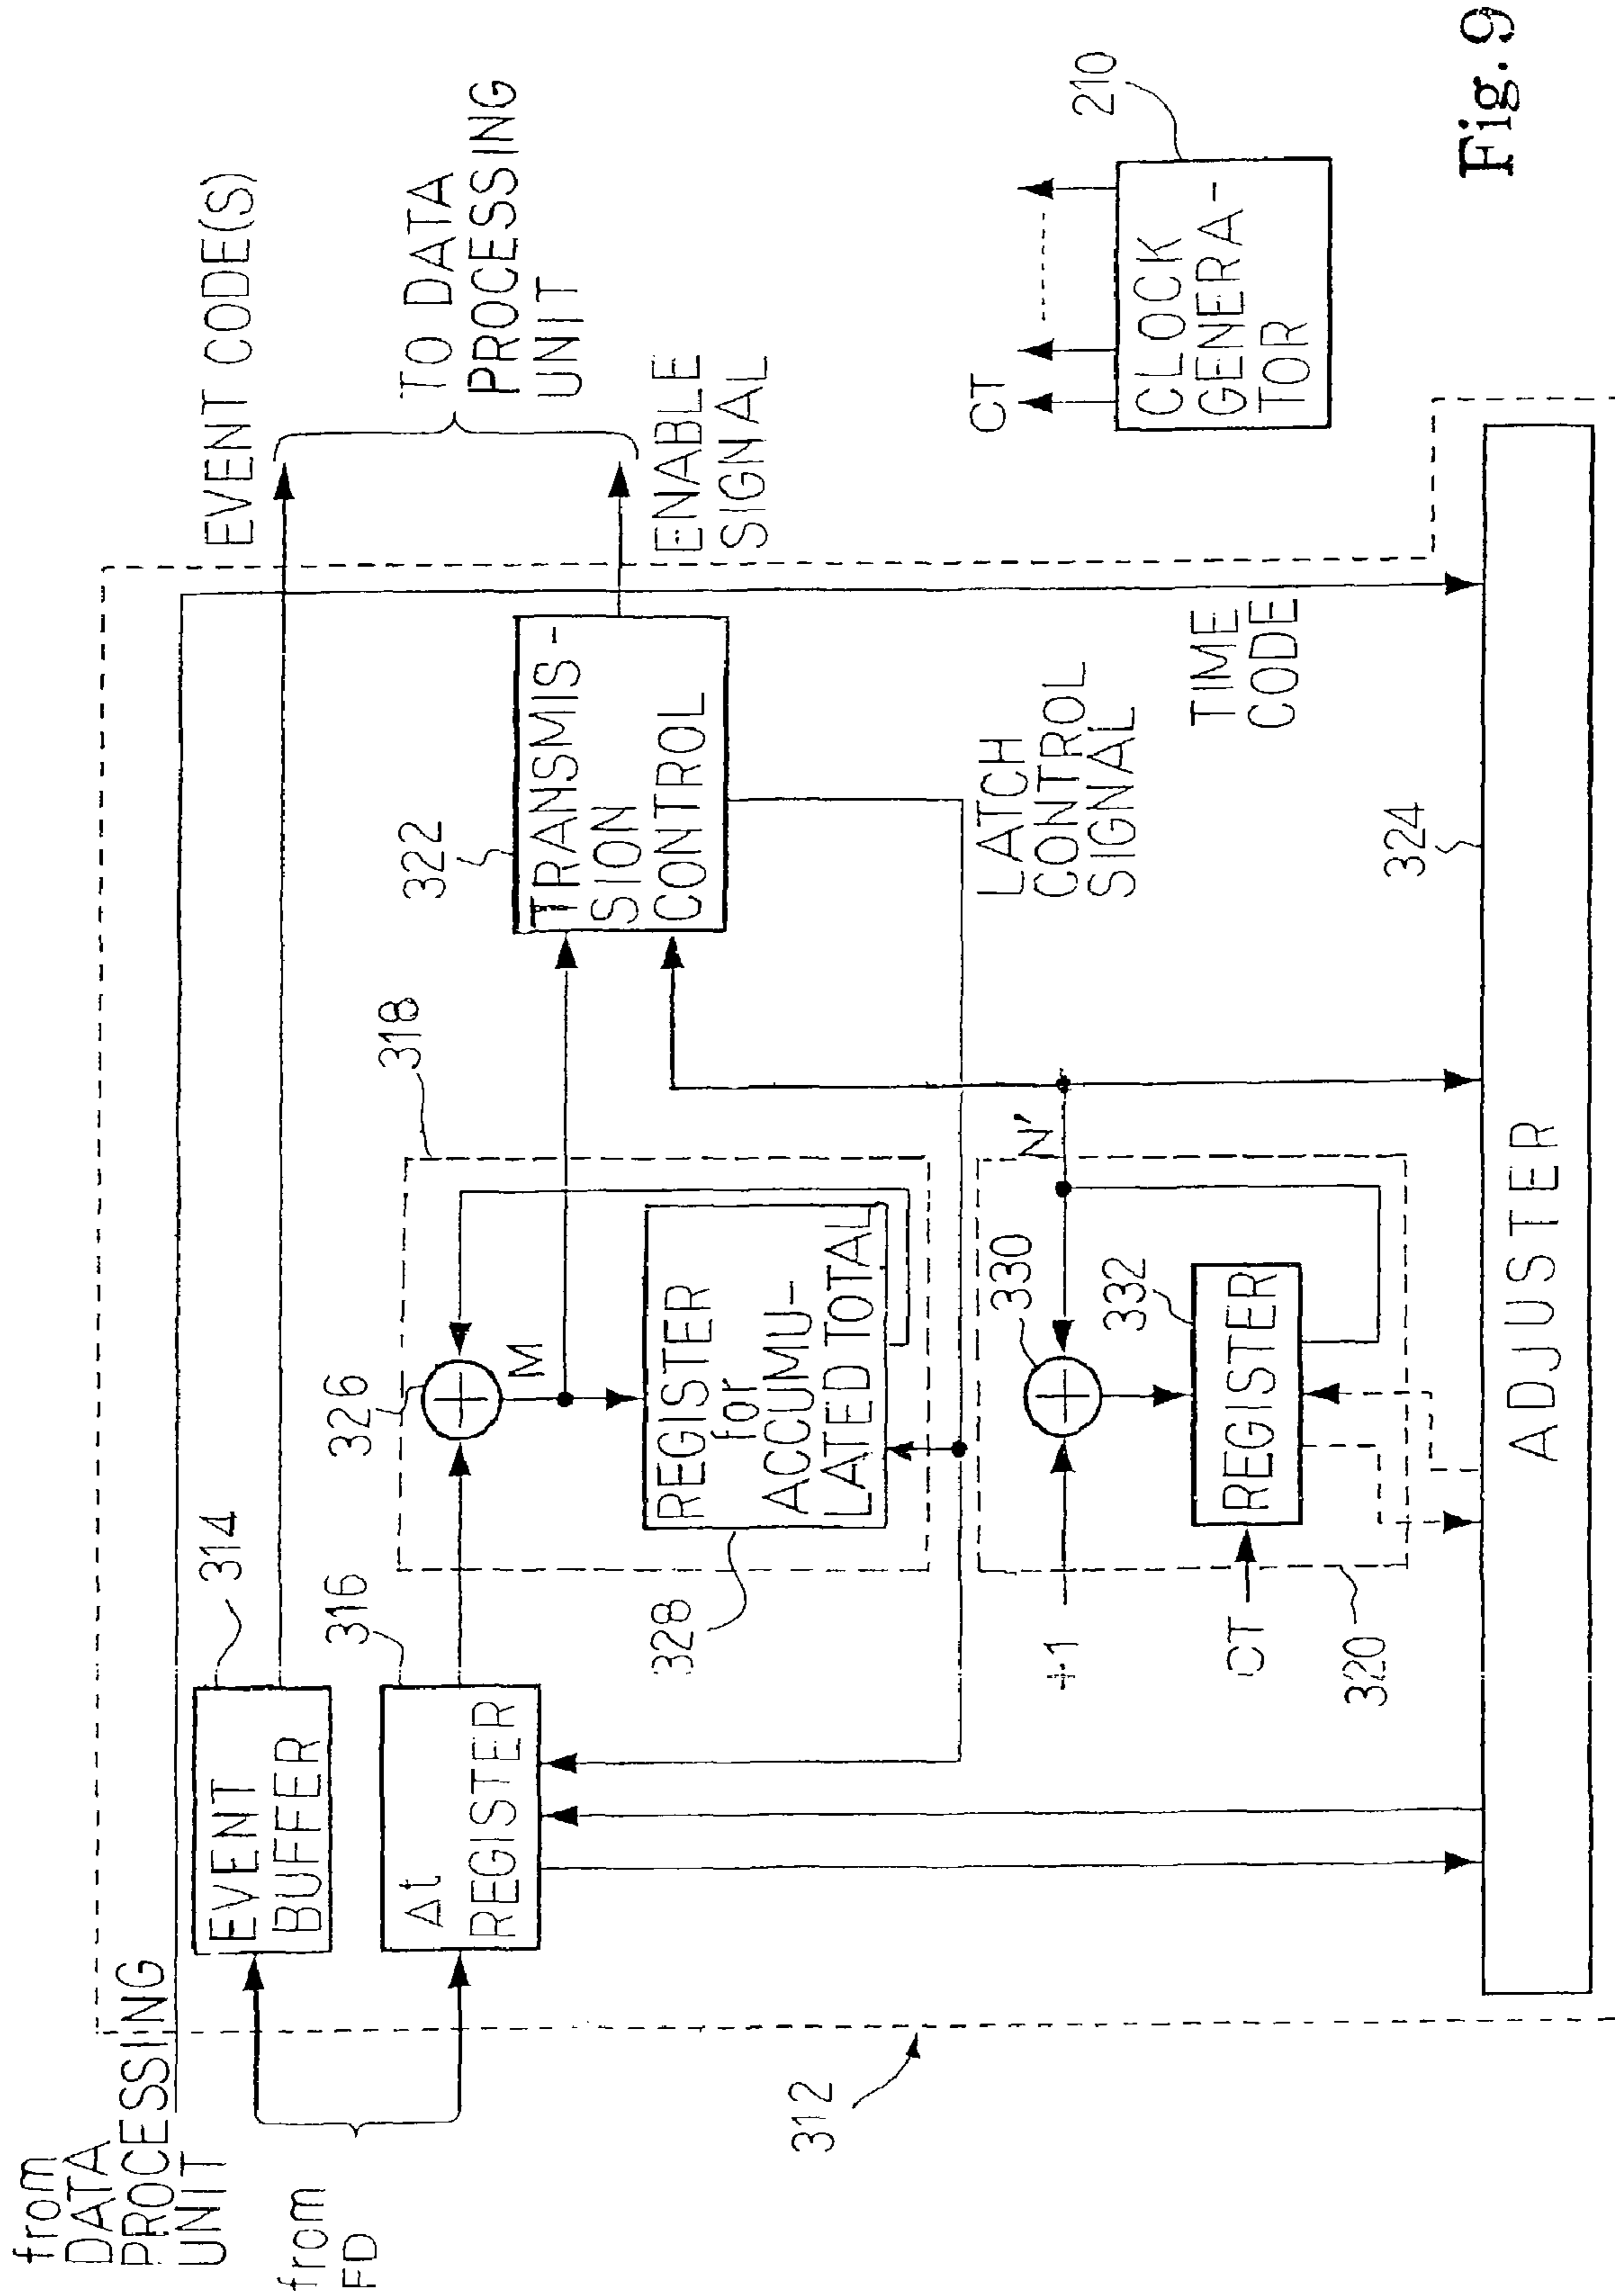 from
DATA
PROCESSING
UNIT
from
FD
EVENT
BUFFER
314
Δt
REGISTER
316
326
M
318
REGISTER
for
ACCUMU-
LATED TOTAL
328
322
TRANSMIS-
SION
CONTROL
EVENT CODE(S)
TO DATA
PROCESSING
UNIT
ENABLE
SIGNAL
LATCH
CONTROL
SIGNAL
TIME
CODE
+1
330
N'
332
REGISTER
CT
320
312
324
ADJUSTER
CT
210
CLOCK
GENERA-
TOR
Fig. 9